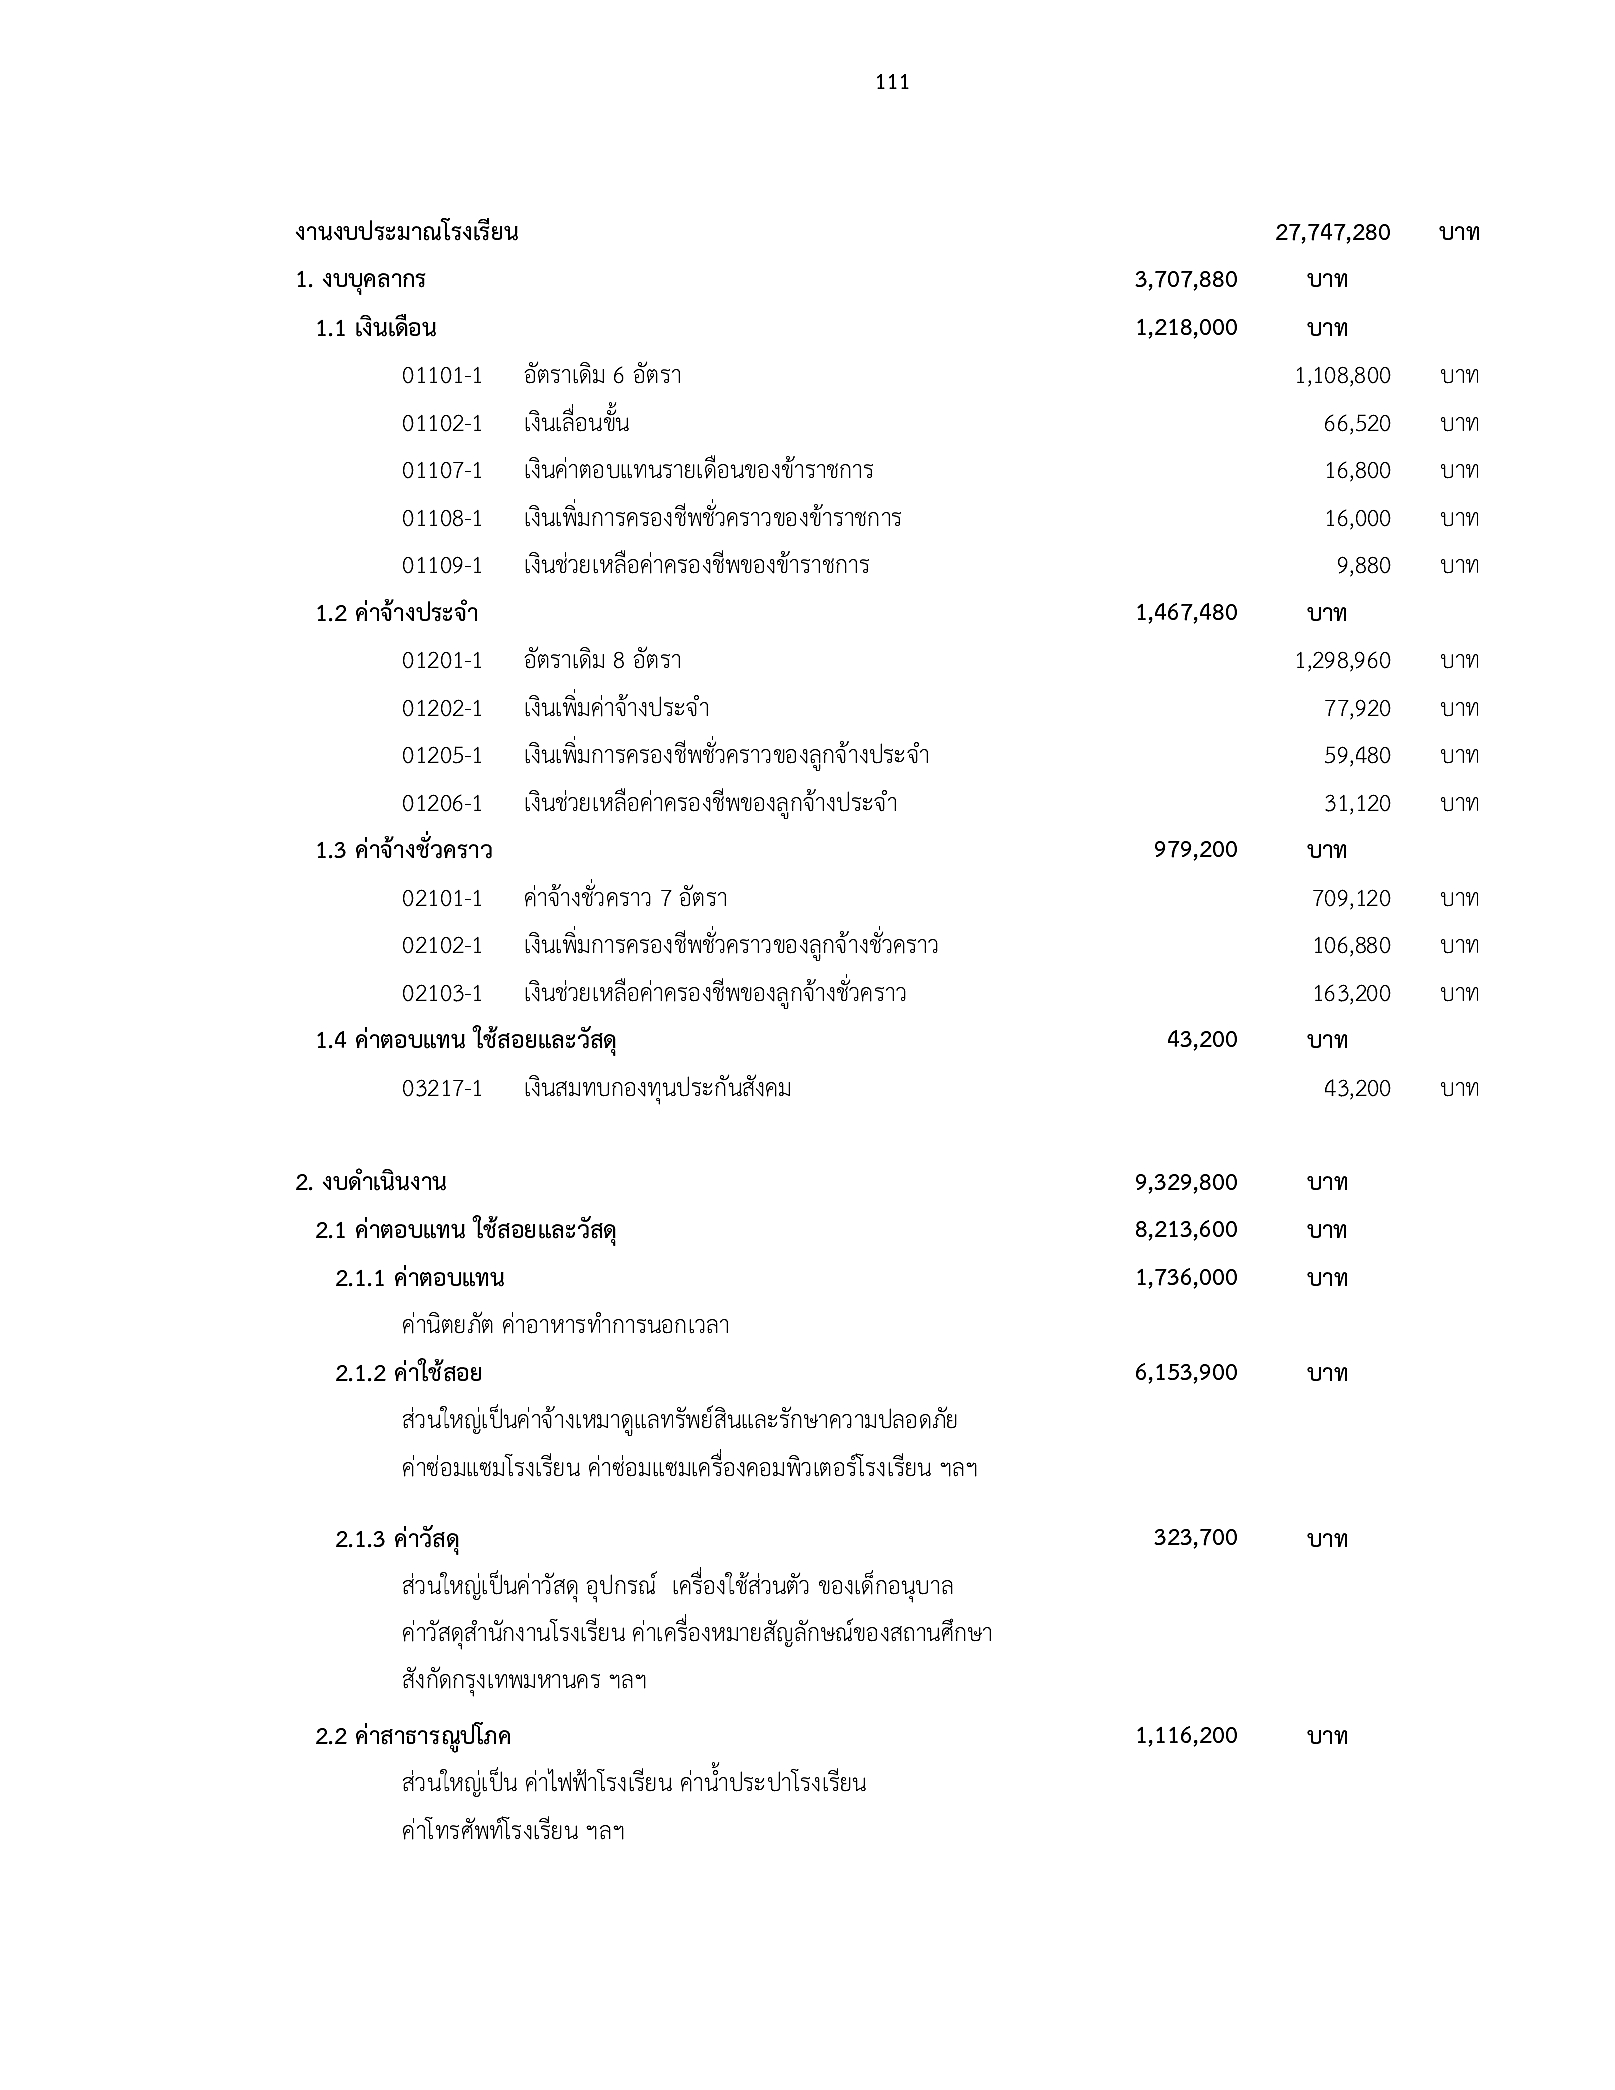 111
งานงบประมาณโรงเรียน 27,747,280 บาท
1. งบบุคลากร 3,707,880 บาท
1.1 เงินเดือน 1,218,000 บาท
01101-1 อัตราเดิม 6 อัตรา 1,108,800 บาท
01102-1 เงินเลื่อนขั้น 66,520 บาท
01107-1 เงินค่าตอบแทนรายเดือนของข้าราชการ 16,800 บาท
01108-1 เงินเพิ่มการครองชีพชั่วคราวของข้าราชการ 16,000 บาท
01109-1 เงินช่วยเหลือค่าครองชีพของข้าราชการ 9,880 บาท
1.2 ค่าจ้างประจำ 1,467,480 บาท
01201-1 อัตราเดิม 8 อัตรา 1,298,960 บาท
01202-1 เงินเพิ่มค่าจ้างประจำ 77,920 บาท
01205-1 เงินเพิ่มการครองชีพชั่วคราวของลูกจ้างประจำ 59,480 บาท
01206-1 เงินช่วยเหลือค่าครองชีพของลูกจ้างประจำ 31,120 บาท
1.3 ค่าจ้างชั่วคราว 979,200 บาท
02101-1 ค่าจ้างชั่วคราว 7 อัตรา 709,120 บาท
02102-1 เงินเพิ่มการครองชีพชั่วคราวของลูกจ้างชั่วคราว 106,880 บาท
02103-1 เงินช่วยเหลือค่าครองชีพของลูกจ้างชั่วคราว 163,200 บาท
1.4 ค่าตอบแทน ใช้สอยและวัสดุ 43,200 บาท
03217-1 เงินสมทบกองทุนประกันสังคม 43,200 บาท
2. งบดำเนินงาน 9,329,800 บาท
2.1 ค่าตอบแทน ใช้สอยและวัสดุ 8,213,600 บาท
2.1.1 ค่าตอบแทน 1,736,000 บาท
ค่านิตยภัต ค่าอาหารทำการนอกเวลา
2.1.2 ค่าใช้สอย 6,153,900 บาท
ส่วนใหญ่เป็นค่าจ้างเหมาดูแลทรัพย์สินและรักษาความปลอดภัย
ค่าซ่อมแซมโรงเรียน ค่าซ่อมแซมเครื่องคอมพิวเตอร์โรงเรียน ฯลฯ
2.1.3 ค่าวัสดุ 323,700 บาท
ส่วนใหญ่เป็นค่าวัสดุ อุปกรณ์ เครื่องใช้ส่วนตัว ของเด็กอนุบาล
ค่าวัสดุสำนักงานโรงเรียน ค่าเครื่องหมายสัญลักษณ์ของสถานศึกษา
สังกัดกรุงเทพมหานคร ฯลฯ
2.2 ค่าสาธารณูปโภค 1,116,200 บาท
ส่วนใหญ่เป็น ค่าไฟฟ้าโรงเรียน ค่าน้ำประปาโรงเรียน
ค่าโทรศัพท์โรงเรียน ฯลฯ